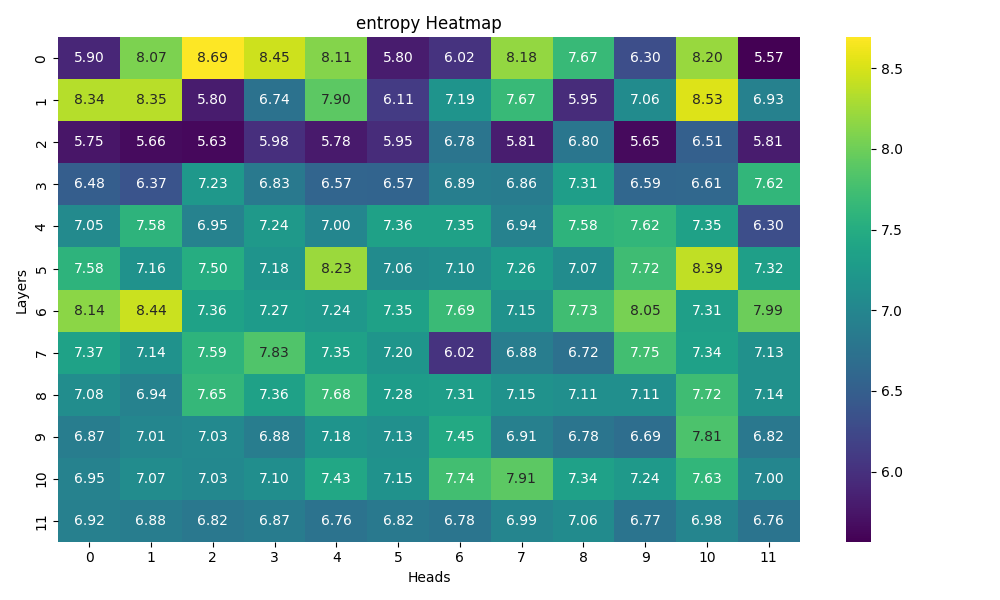 entropy Heatmap
0 5.90 8.07 8.69 8.45 8.11 5.80 6.02 8.18 7.67 6.30 8.20 5.57
1 8.34 8.35 5.80 6.74 7.90 6.11 7.19 7.67 5.95 7.06 8.53 6.93
2 5.75 5.66 5.63 5.98 5.78 5.95 6.78 5.81 6.80 5.65 6.51 5.81
3 6.48 6.37 7.23 6.83 6.57 6.57 6.89 6.86 7.31 6.59 6.61 7.62
4 7.05 7.58 6.95 7.24 7.00 7.36 7.35 6.94 7.58 7.62 7.35 6.30
5 7.58 7.16 7.50 7.18 8.23 7.06 7.10 7.26 7.07 7.72 8.39 7.32
6 8.14 8.44 7.36 7.27 7.24 7.35 7.69 7.15 7.73 8.05 7.31 7.99
7 7.37 7.14 7.59 7.83 7.35 7.20 6.02 6.88 6.72 7.75 7.34 7.13
8 7.08 6.94 7.65 7.36 7.68 7.28 7.31 7.15 7.11 7.11 7.72 7.14
9 6.87 7.01 7.03 6.88 7.18 7.13 7.45 6.91 6.78 6.69 7.81 6.82
10 6.95 7.07 7.03 7.10 7.43 7.15 7.74 7.91 7.34 7.24 7.63 7.00
11 6.92 6.88 6.82 6.87 6.76 6.82 6.78 6.99 7.06 6.77 6.98 6.76
0 1 2 3 4 5 6 7 8 9 10 11
Heads
Layers
8.5
8.0
7.5
7.0
6.5
6.0